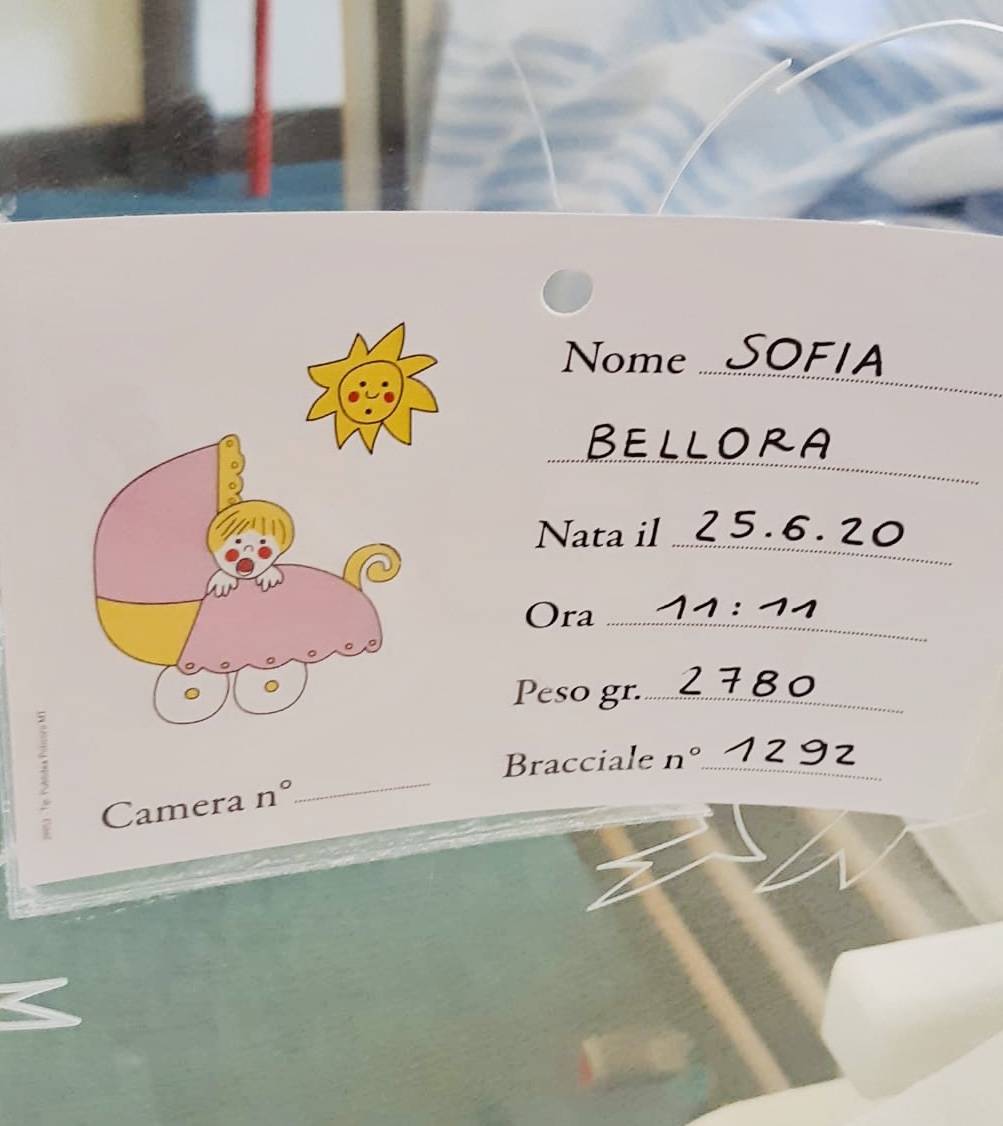 Nome SOFIA
BELLORA
Nata il 25.6.20
Ora 11:11
Peso gr. 2780
Bracciale n° 1292
Camera n°